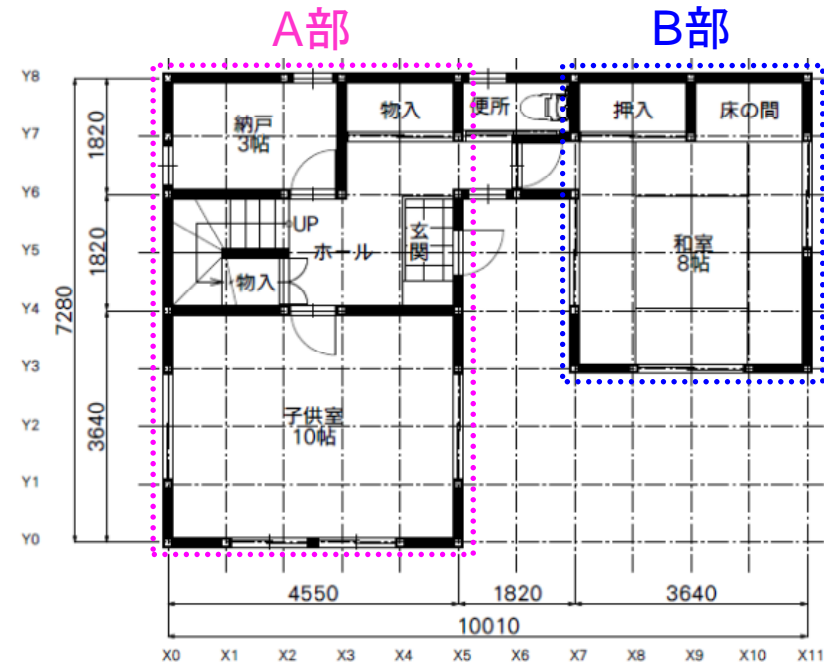 A部
B部
Y8
Y7
Y6
Y5
Y4
Y3
Y2
Y1
Y0
1820
1820
3640
7280
納戸
3帖
物入
便所
押入
床の間
UP
ホール
玄関
物入
和室
8帖
子供室
10帖
4550
1820
3640
10010
X0 X1 X2 X3 X4 X5 X6 X7 X8 X9 X10 X11